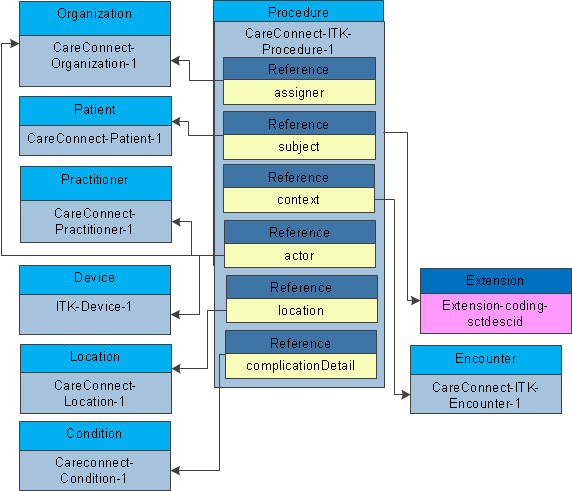 Organization
CareConnect-
Organization-1
Patient
CareConnect-Patient-1
Practitioner
CareConnect-
Practitioner-1
Device
ITK-Device-1
Location
CareConnect-
Location-1
Condition
Careconnect-
Condition-1
Procedure
CareConnect-ITK-
Procedure-1
Reference
assigner
Reference
subject
Reference
context
Reference
actor
Reference
location
Reference
complicationDetail
Extension
Extension-coding-
sctdescid
Encounter
CareConnect-ITK-
Encounter-1